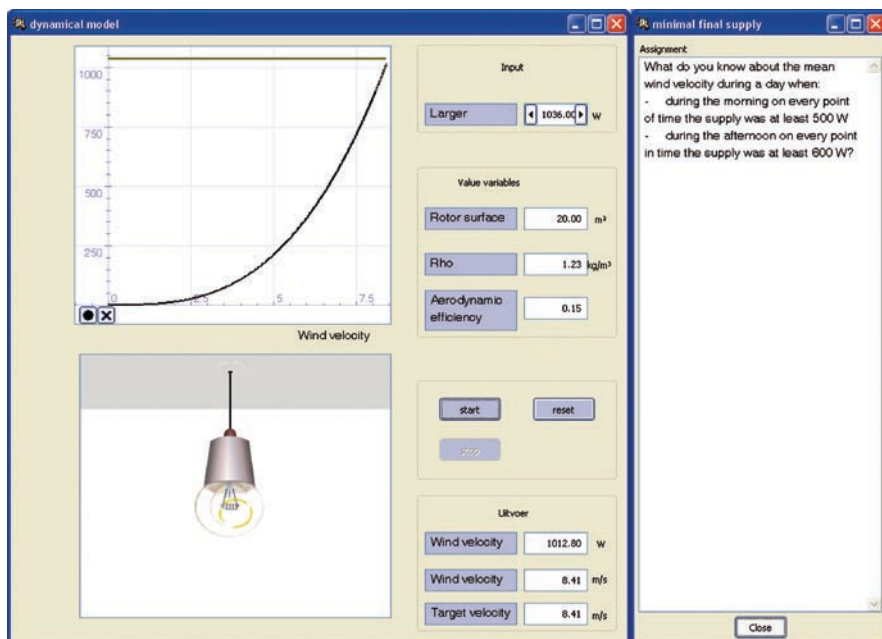 dynamical model
1000
750
500
250
0
2.5
5
7.5
Wind velocity
Input
Larger 1036.00 W
Value variables
Rotor surface 20.00 m³
Rho 1.23 kg/m³
Aerodynamic
efficiency 0.15
start reset
stop
Uitvoer
Wind velocity 1012.80 W
Wind velocity 8.41 m/s
Target velocity 8.41 m/s
minimal final supply
Assignment
What do you know about the mean
wind velocity during a day when:
- during the morning on every point
of time the supply was at least 500 W
- during the afternoon on every point
in time the supply was at least 600 W?
Close